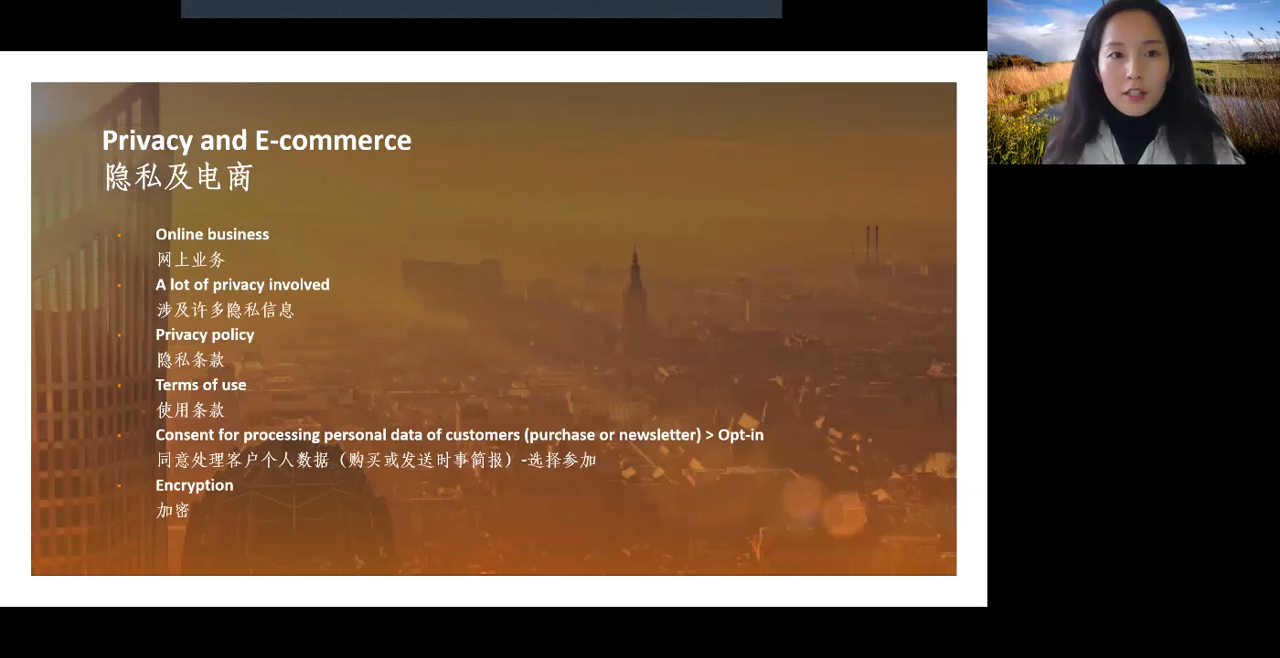 Privacy and E-commerce
隐私及电商
Online business
网上业务
A lot of privacy involved
涉及许多隐私信息
Privacy policy
隐私条款
Terms of use
使用条款
Consent for processing personal data of customers (purchase or newsletter) > Opt-in
同意处理客户个人数据（购买或发送时事简报）-选择参加
Encryption
加密